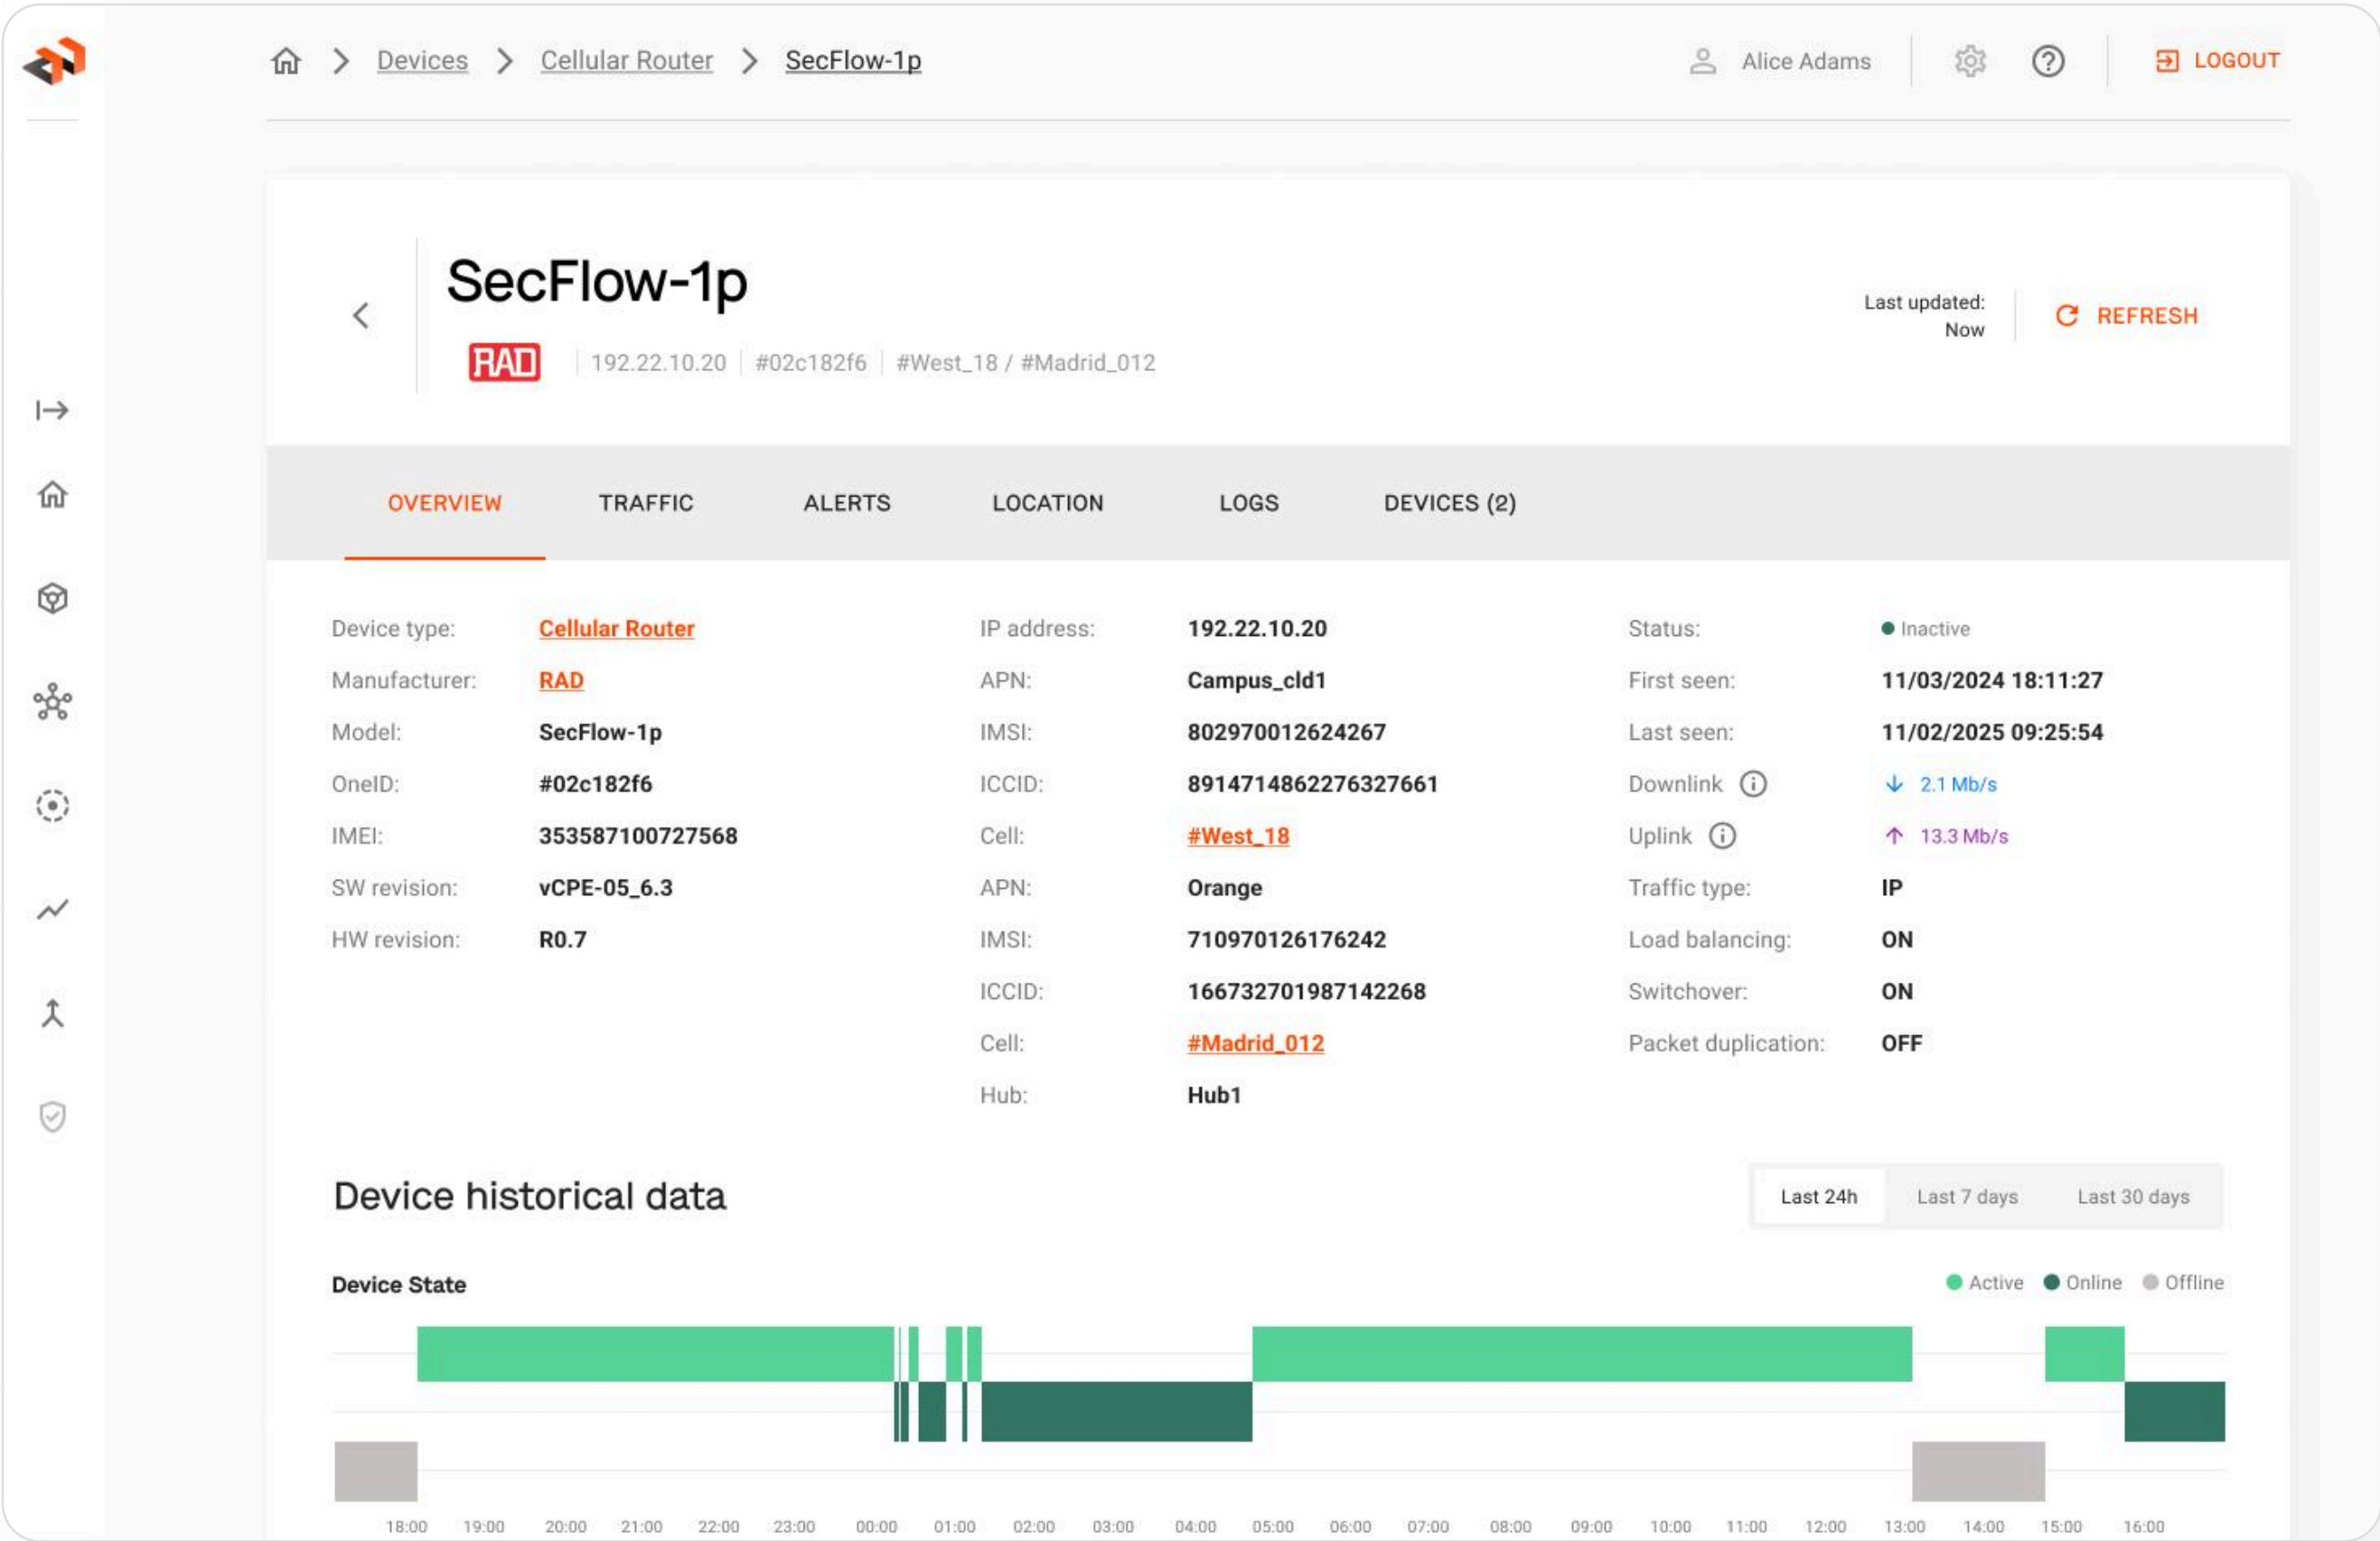 Devices > Cellular Router > SecFlow-1p
Alice Adams
LOGOUT
SecFlow-1p
RAD 192.22.10.20 #02c182f6 #West_18 / #Madrid_012
Last updated:
Now
REFRESH
OVERVIEW TRAFFIC ALERTS LOCATION LOGS DEVICES (2)
Device type: Cellular Router
Manufacturer: RAD
Model: SecFlow-1p
OneID: #02c182f6
IMEI: 353587100727568
SW revision: vCPE-05_6.3
HW revision: R0.7
IP address: 192.22.10.20
APN: Campus_cld1
IMSI: 802970012624267
ICCID: 8914714862276327661
Cell: #West_18
APN: Orange
IMSI: 710970126176242
ICCID: 166732701987142268
Cell: #Madrid_012
Hub: Hub1
Status: Inactive
First seen: 11/03/2024 18:11:27
Last seen: 11/02/2025 09:25:54
Downlink 2.1 Mb/s
Uplink 13.3 Mb/s
Traffic type: IP
Load balancing: ON
Switchover: ON
Packet duplication: OFF
Device historical data
Last 24h Last 7 days Last 30 days
Device State
Active Online Offline
18:00 19:00 20:00 21:00 22:00 23:00 00:00 01:00 02:00 03:00 04:00 05:00 06:00 07:00 08:00 09:00 10:00 11:00 12:00 13:00 14:00 15:00 16:00